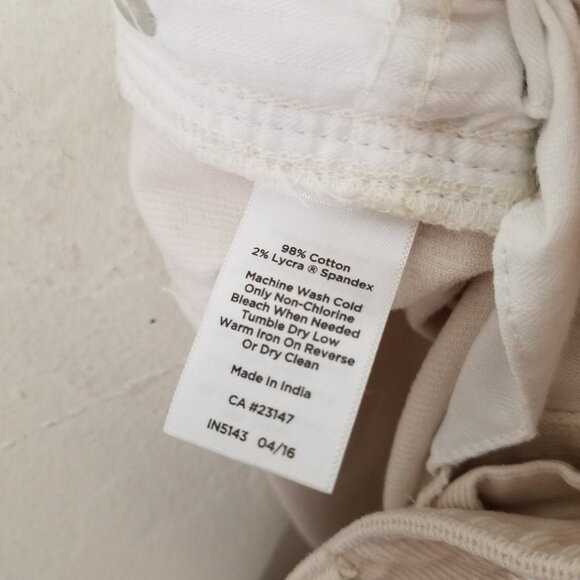 98% Cotton
2% Lycra ® Spandex
Machine Wash Cold
Only Non-Chlorine
Bleach When Needed
Tumble Dry Low
Warm Iron On Reverse
Or Dry Clean
Made in India
CA #23147
IN5143 04/16